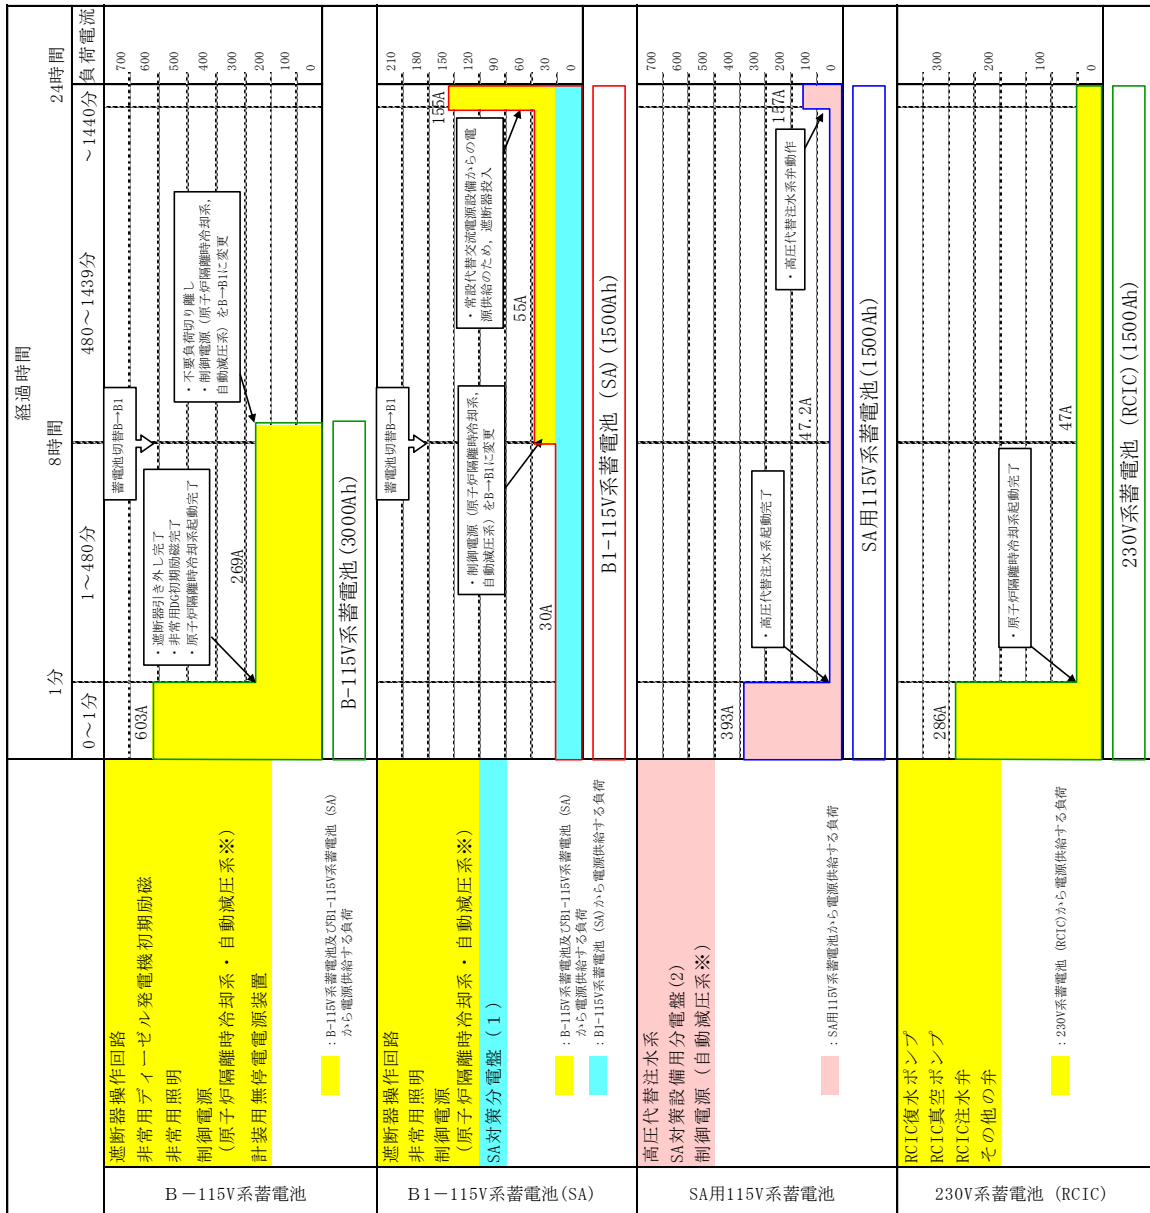 経過時間
1分
8時間
24時間
0～1分
1～480分
480～1439分
～1440分
負荷電流
B－115V系蓄電池
遮断器操作回路
非常用ディーゼル発電機初期励磁
非常用照明
制御電源
(原子炉隔離時冷却系・自動減圧系※)
計装用無停電電源装置
：B-115V系蓄電池及びB1-115V系蓄電池 (SA)
から電源供給する負荷
603A
269A
・遮断器引き外し完了
・非常用DG初期励磁完了
・原子炉隔離時冷却系起動完了
蓄電池切替B→B1
・不要負荷切り離し
・制御電源 (原子炉隔離時冷却系,
自動減圧系) をB→B1に変更
700
600
500
400
300
200
100
0
B-115V系蓄電池(3000Ah)
B1－115V系蓄電池(SA)
遮断器操作回路
非常用照明
制御電源
(原子炉隔離時冷却系・自動減圧系※)
SA対策分電盤 (1)
：B-115V系蓄電池及びB1-115V系蓄電池 (SA)
から電源供給する負荷
：B1-115V系蓄電池 (SA)から電源供給する負荷
30A
蓄電池切替B→B1
・制御電源 (原子炉隔離時冷却系,
自動減圧系) をB→B1に変更
55A
・常設代替交流電源設備からの電
源供給のため, 遮断器投入
155A
210
180
150
120
90
60
30
0
B1-115V系蓄電池 (SA) (1500Ah)
SA用115V系蓄電池
高圧代替注水系
SA対策設備用分電盤(2)
制御電源 (自動減圧系※)
：SA用115V系蓄電池から電源供給する負荷
393A
・高圧代替注水系起動完了
47.2A
・高圧代替注水系弁動作
157A
700
600
500
400
300
200
100
0
SA用115V系蓄電池(1500Ah)
230V系蓄電池 (RCIC)
RCIC復水ポンプ
RCIC真空ポンプ
RCIC注水弁
その他の弁
：230V系蓄電池 (RCIC)から電源供給する負荷
286A
・原子炉隔離時冷却系起動完了
47A
300
200
100
0
230V系蓄電池 (RCIC) (1500Ah)